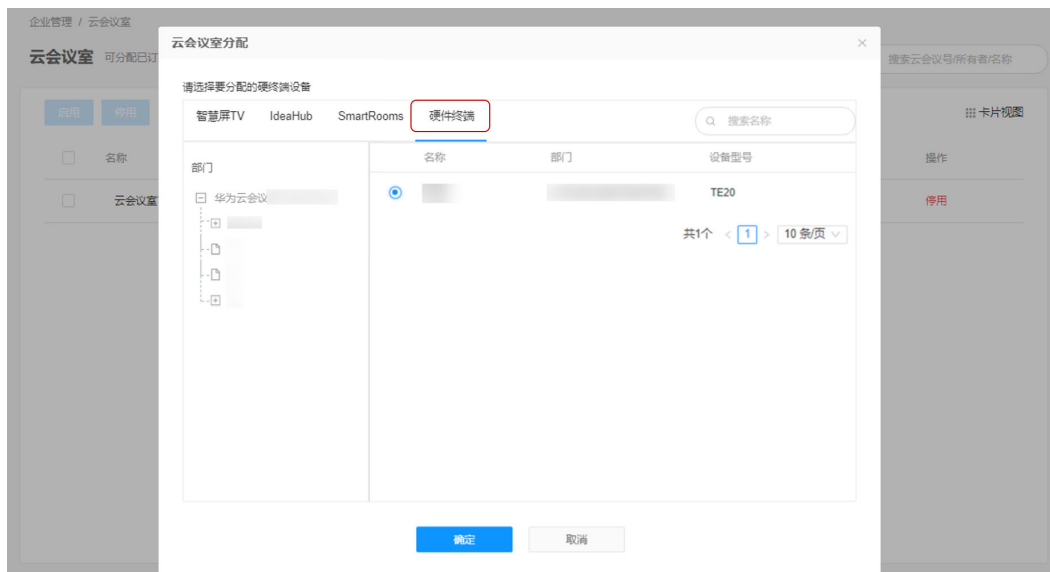 企业管理 / 云会议室
云会议室 可分配已订
搜索云会议号/所有者/名称
启用 停用
卡片视图
名称 操作
云会议室 停用
云会议室分配
请选择要分配的硬终端设备
智慧屏TV IdeaHub SmartRooms 硬件终端
搜索名称
部门
名称 部门 设备型号
华为云会议
TE20
共1个 < 1 > 10 条/页
确定 取消